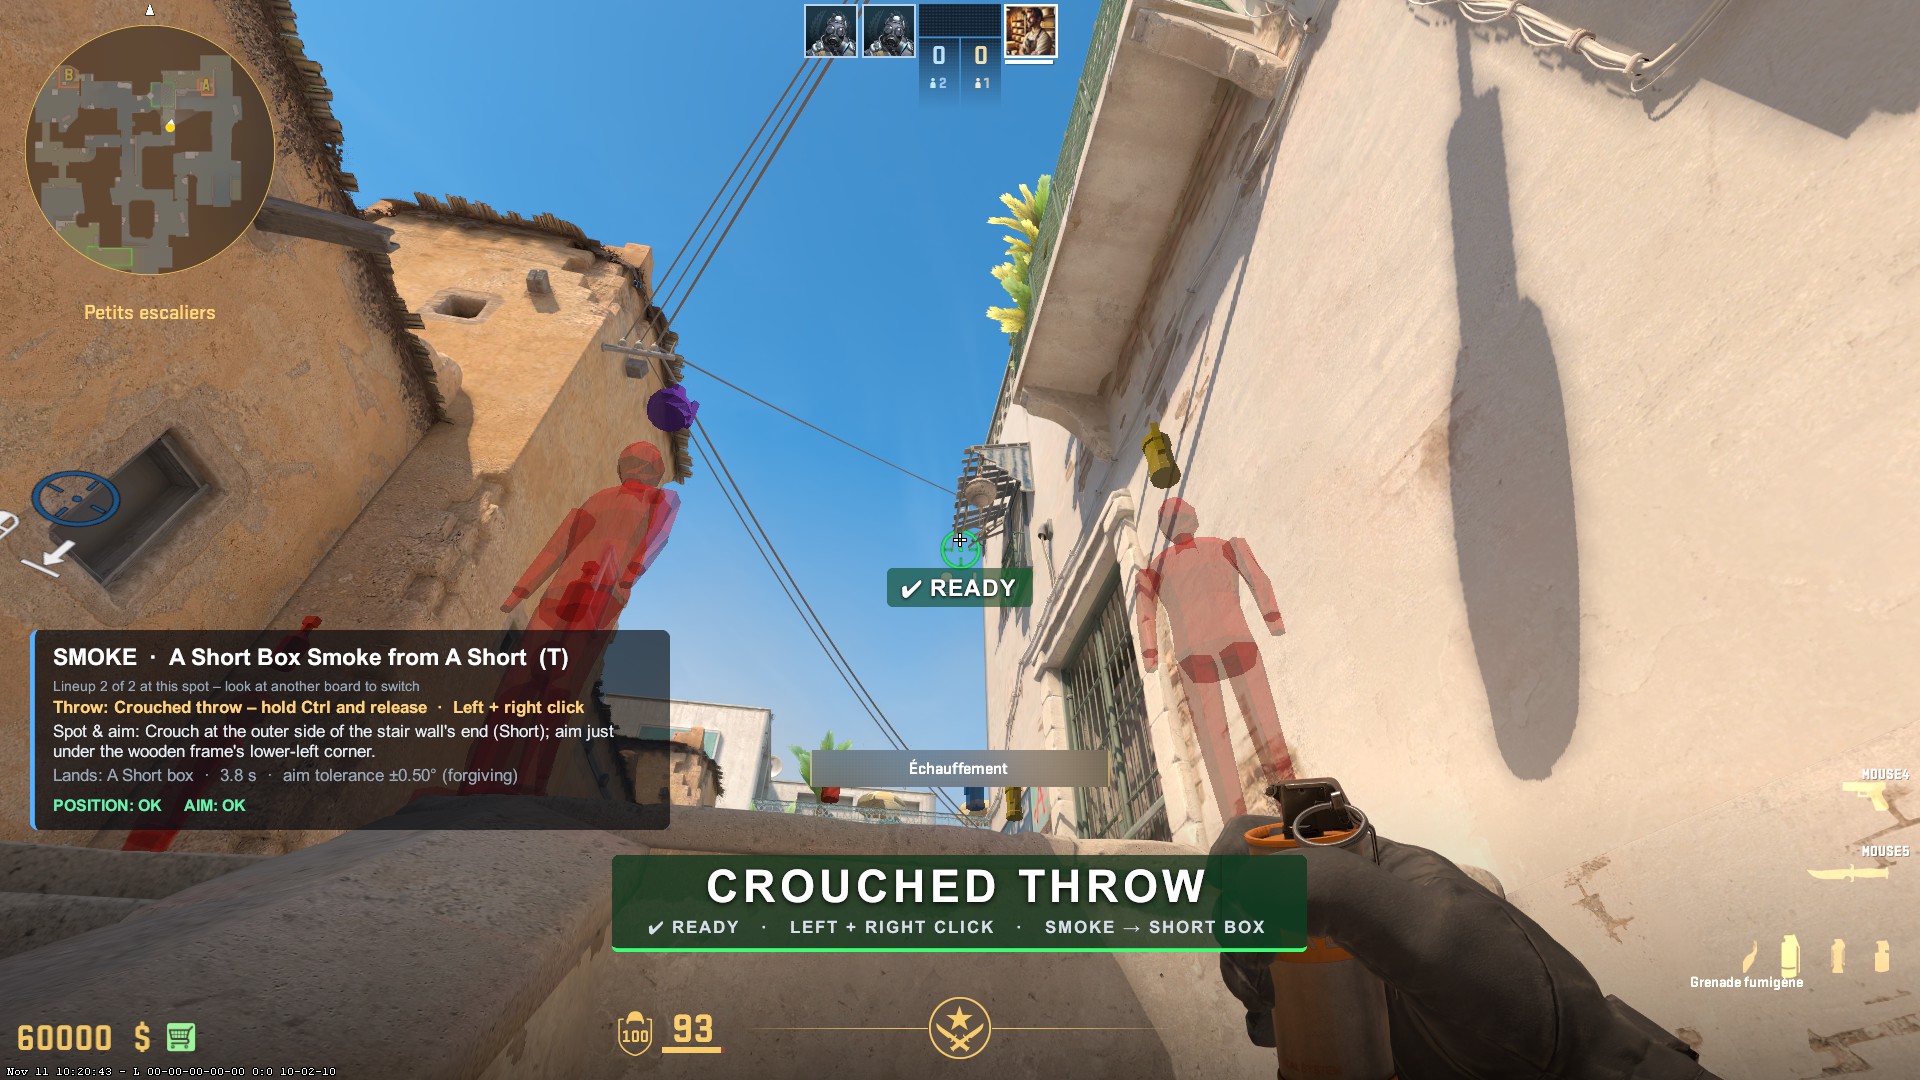 B
A
0
0
2
1
Petits escaliers
✔ READY
SMOKE · A Short Box Smoke from A Short (T)
Lineup 2 of 2 at this spot – look at another board to switch
Throw: Crouched throw – hold Ctrl and release · Left + right click
Spot & aim: Crouch at the outer side of the stair wall's end (Short); aim just
under the wooden frame's lower-left corner.
Lands: A Short box · 3.8 s · aim tolerance ±0.50° (forgiving)
POSITION: OK AIM: OK
Échauffement
MOUSE4
MOUSE5
CROUCHED THROW
✔ READY · LEFT + RIGHT CLICK · SMOKE → SHORT BOX
Grenade fumigène
60000 $
100
93
Nov 11 10:20:43 - L 00-00-00-00-00 0:0 10-02-10